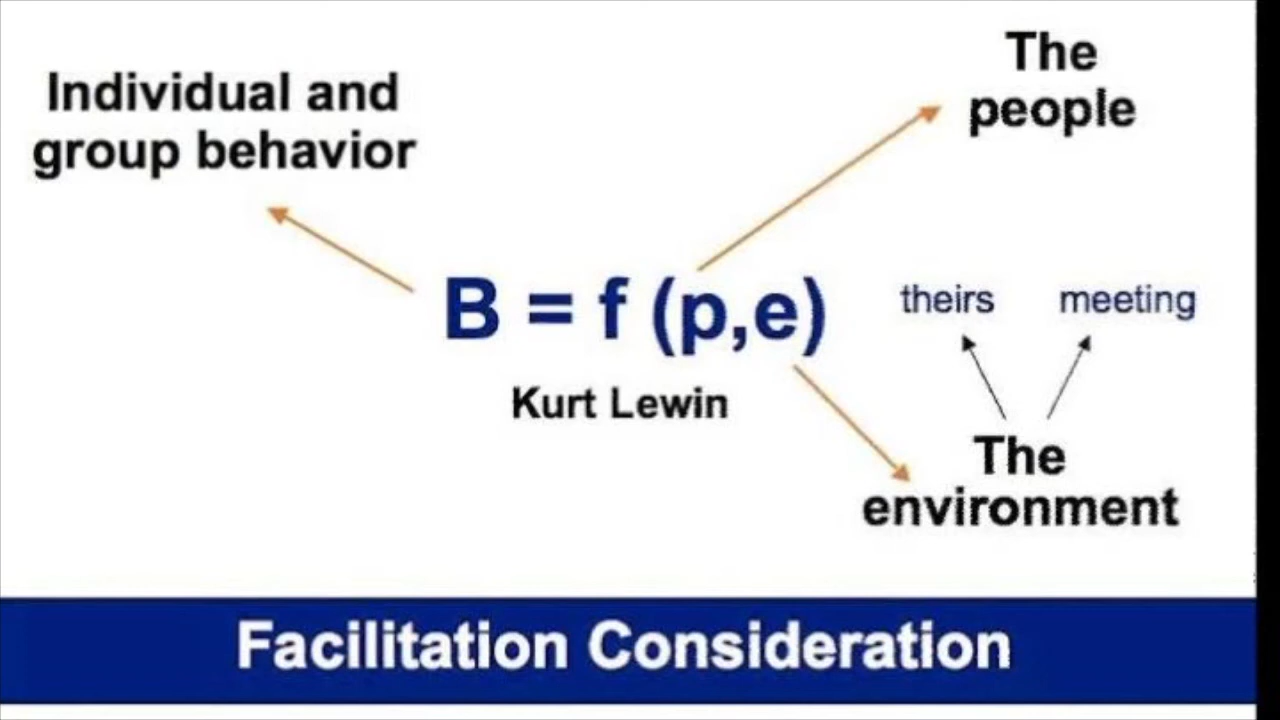 Individual and
group behavior
The
people
B = f (p,e)
Kurt Lewin
theirs
meeting
The
environment
Facilitation Consideration